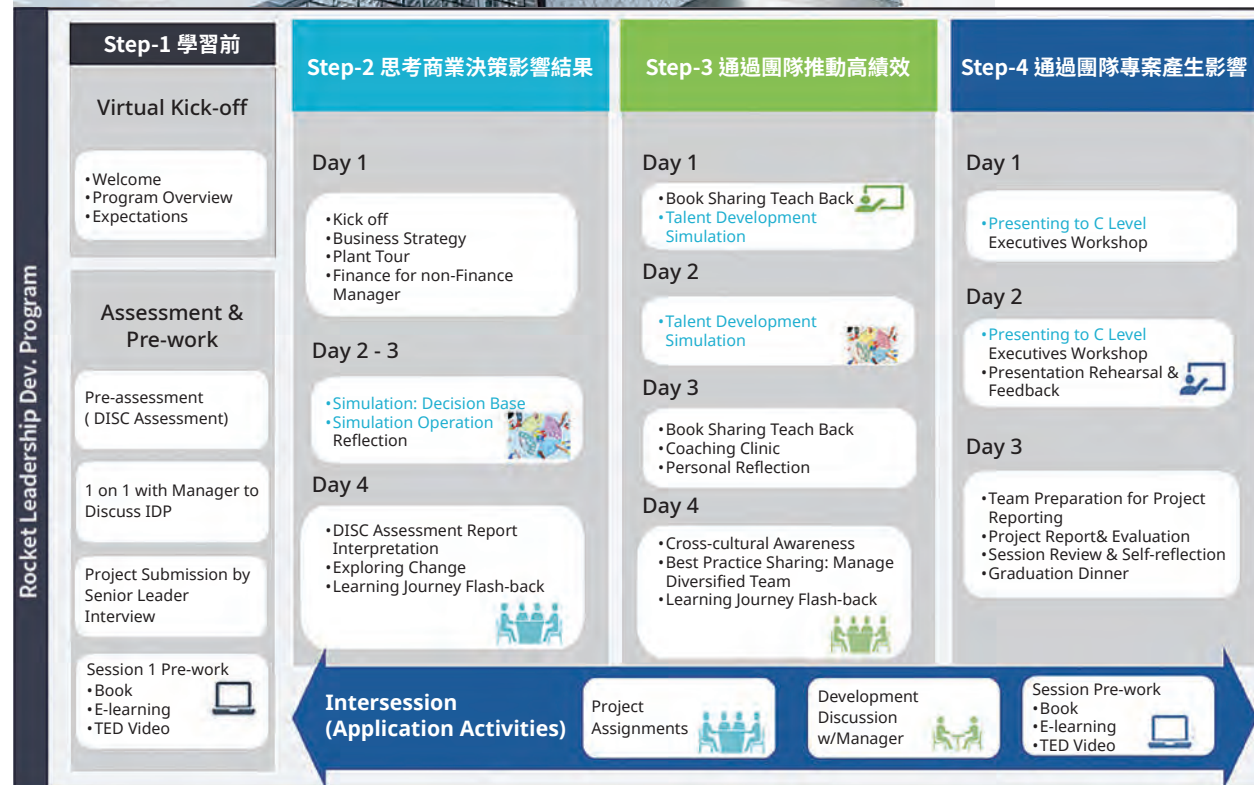 Rocket Leadership Dev. Program
Step-1 學習前
Virtual Kick-off
•Welcome
•Program Overview
•Expectations
Assessment &
Pre-work
Pre-assessment
( DISC Assessment)
1 on 1 with Manager to
Discuss IDP
Project Submission by
Senior Leader
Interview
Session 1 Pre-work
•Book
•E-learning
•TED Video
Step-2 思考商業決策影響結果
Day 1
•Kick off
•Business Strategy
•Plant Tour
•Finance for non-Finance
Manager
Day 2 - 3
•Simulation: Decision Base
•Simulation Operation
Reflection
Day 4
•DISC Assessment Report
Interpretation
•Exploring Change
•Learning Journey Flash-back
Step-3 通過團隊推動高績效
Day 1
•Book Sharing Teach Back
•Talent Development
Simulation
Day 2
•Talent Development
Simulation
Day 3
•Book Sharing Teach Back
•Coaching Clinic
•Personal Reflection
Day 4
•Cross-cultural Awareness
•Best Practice Sharing: Manage
Diversified Team
•Learning Journey Flash-back
Step-4 通過團隊專案產生影響
Day 1
•Presenting to C Level
Executives Workshop
Day 2
•Presenting to C Level
Executives Workshop
•Presentation Rehearsal &
Feedback
Day 3
•Team Preparation for Project
Reporting
•Project Report& Evaluation
•Session Review & Self-reflection
•Graduation Dinner
Intersession
(Application Activities)
Project
Assignments
Development
Discussion
w/Manager
Session Pre-work
•Book
•E-learning
•TED Video